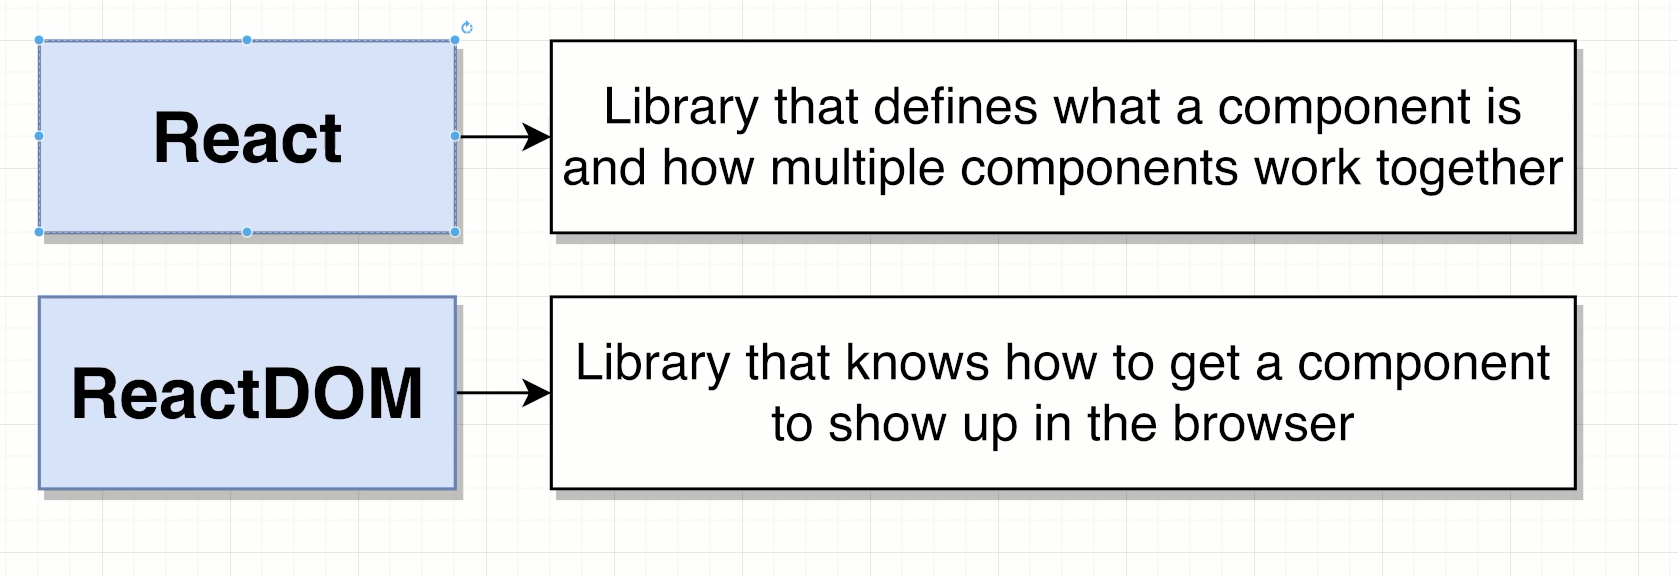 React
Library that defines what a component is
and how multiple components work together
ReactDOM
Library that knows how to get a component
to show up in the browser